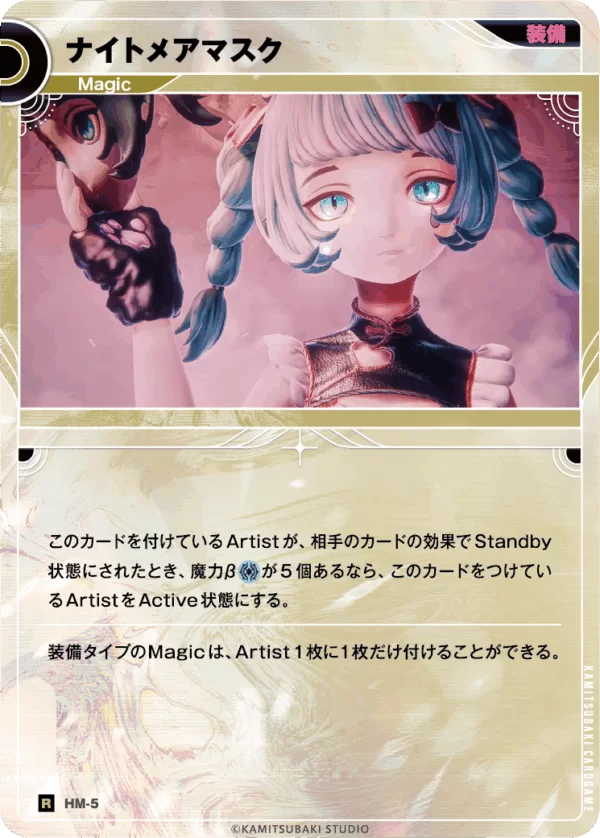 ナイトメアマスク
装備
Magic
このカードを付けているArtistが、相手のカードの効果でStandby
状態にされたとき、魔力βが5個あるなら、このカードをつけてい
るArtistをActive状態にする。
装備タイプのMagicは、Artist1枚に1枚だけ付けることができる。
KAMITSUBAKI CARDGAME
R HM-5
©KAMITSUBAKI STUDIO